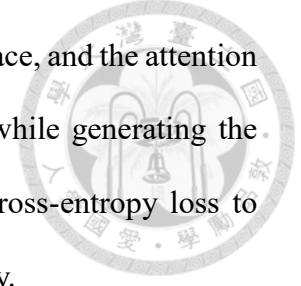 ace, and the attention
while generating the
ross-entropy loss to
y.